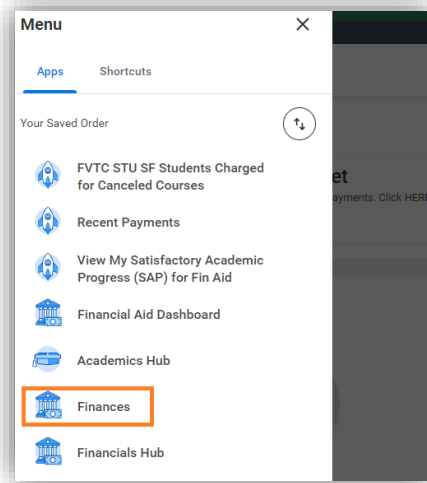 Menu
Apps
Shortcuts
Your Saved Order
et
FVTC STU SF Students Charged
for Canceled Courses
ayments. Click HERE
Recent Payments
View My Satisfactory Academic
Progress (SAP) for Fin Aid
Financial Aid Dashboard
Academics Hub
Finances
Financials Hub